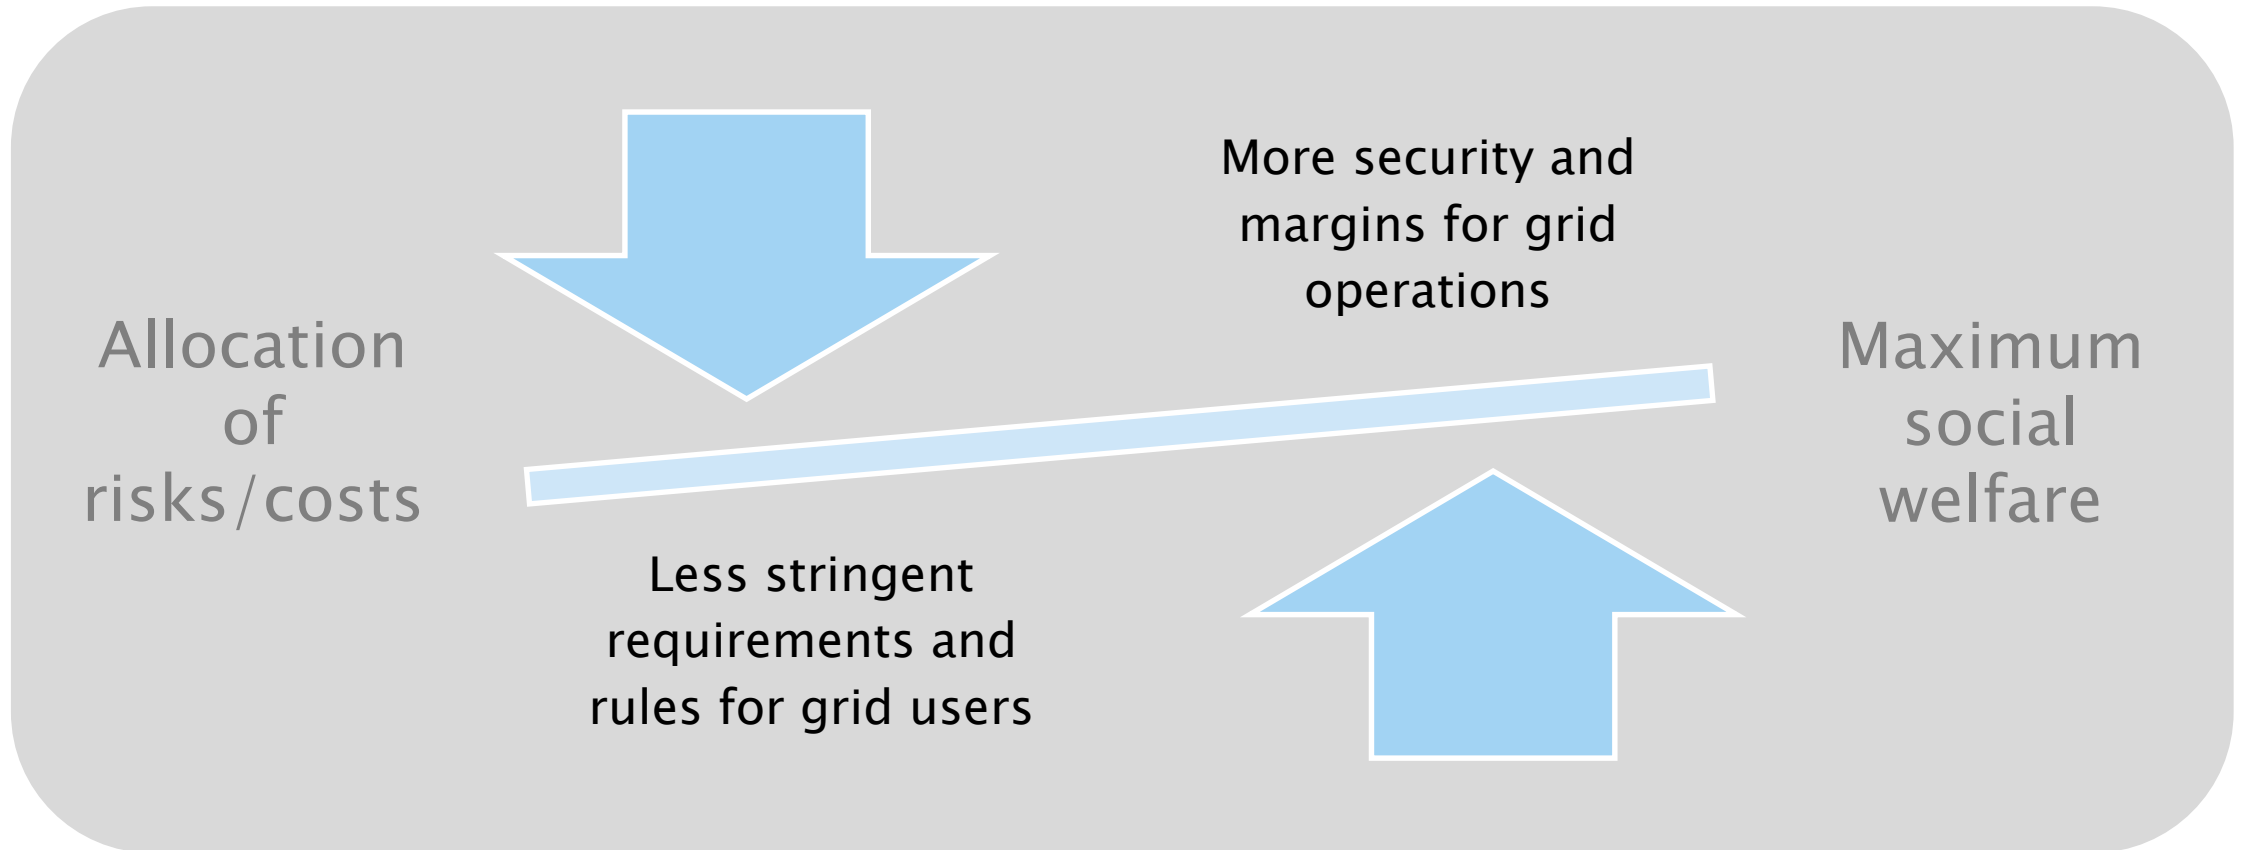 Allocation
of
risks/costs
More security and
margins for grid
operations
Less stringent
requirements and
rules for grid users
Maximum
social
welfare